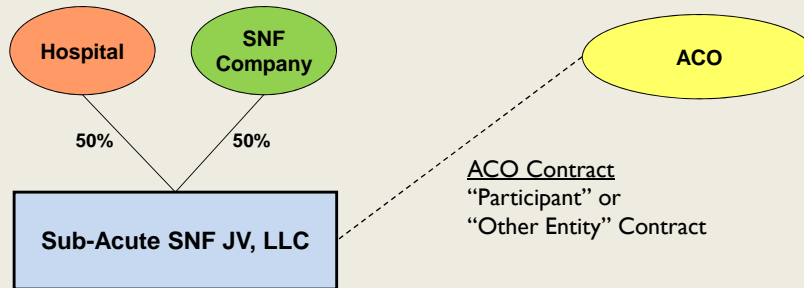 Hospital
SNF
Company
ACO
50%
50%
ACO Contract
“Participant” or
“Other Entity” Contract
Sub-Acute SNF JV, LLC